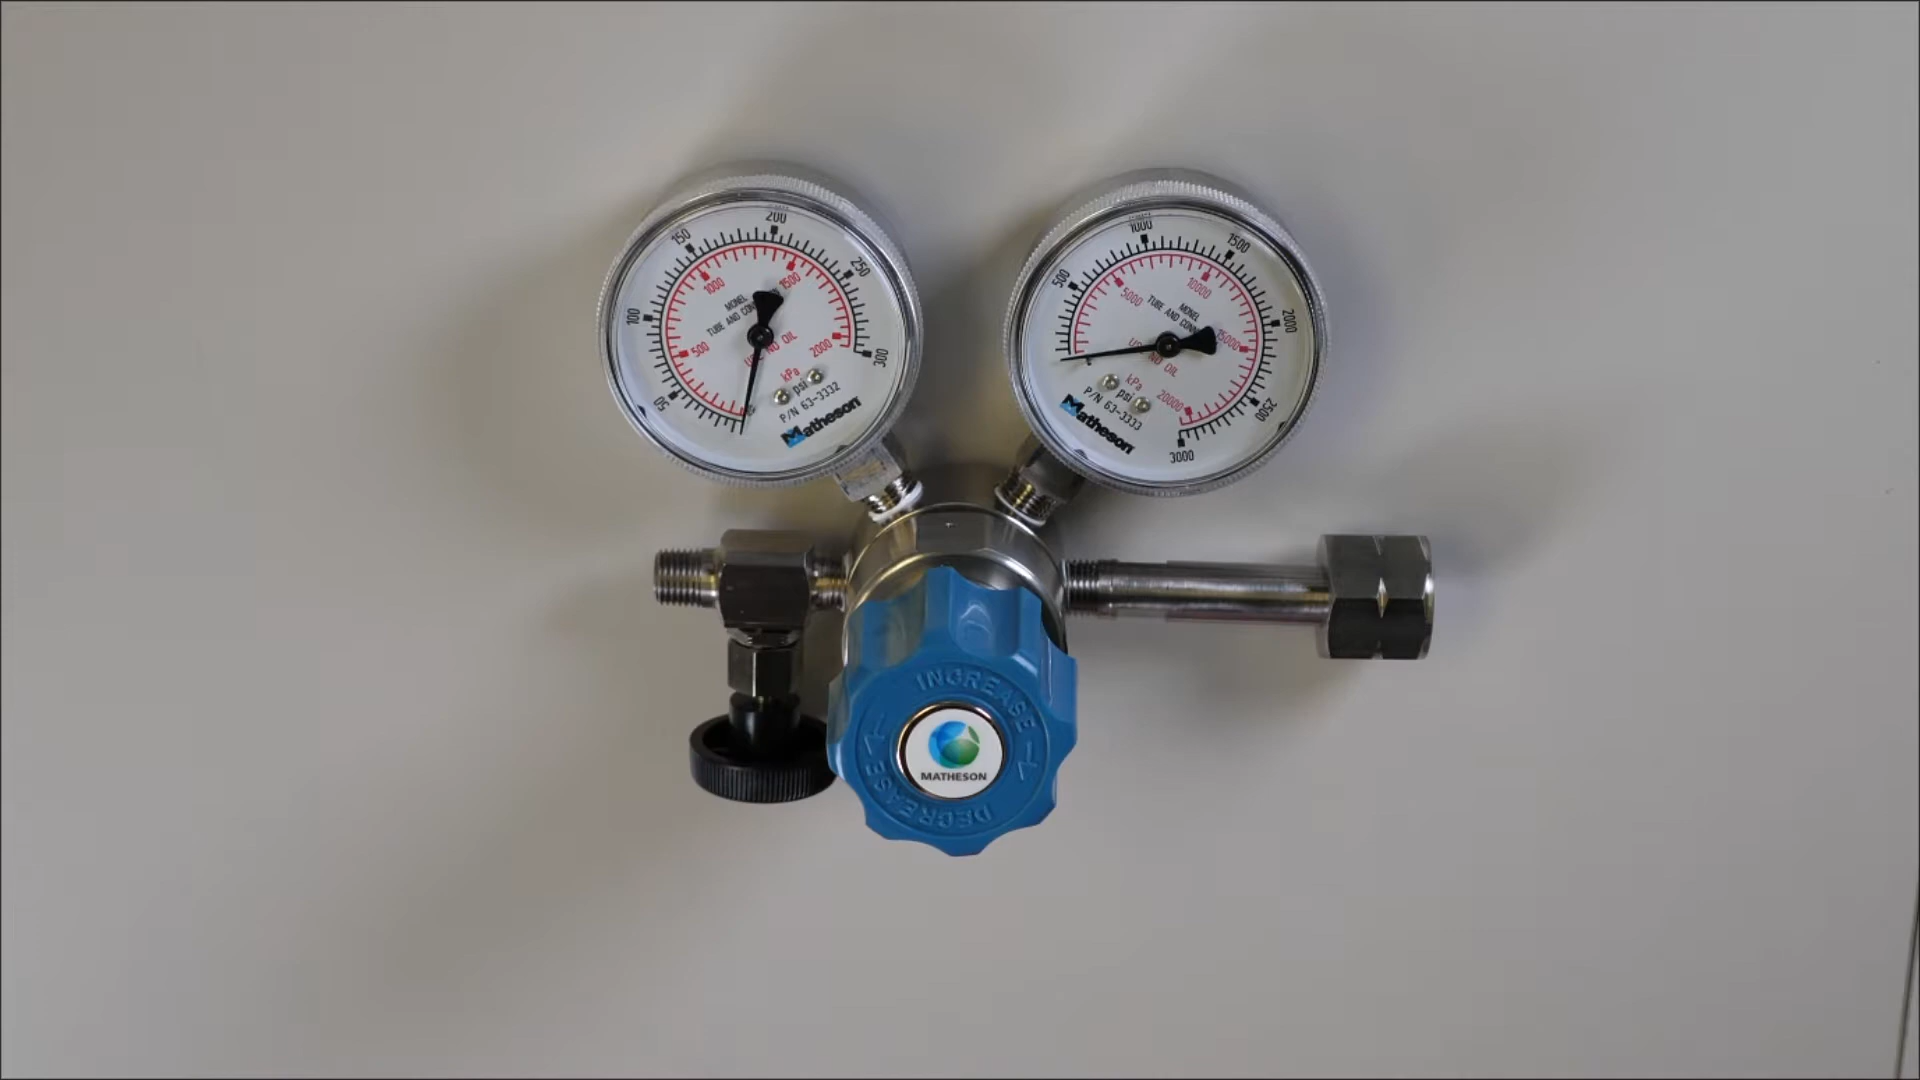 50
100
150
200
250
300
500
1000
1500
2000
MONEL
TUBE AND CON
USE NO OIL
kPa
psi
P/N 63-3332
Matheson
500
1000
1500
2000
2500
3000
5000
10000
15000
20000
MONEL
TUBE AND CONN
USE NO OIL
kPa
psi
P/N 63-3333
Matheson
INCREASE
DECREASE
MATHESON